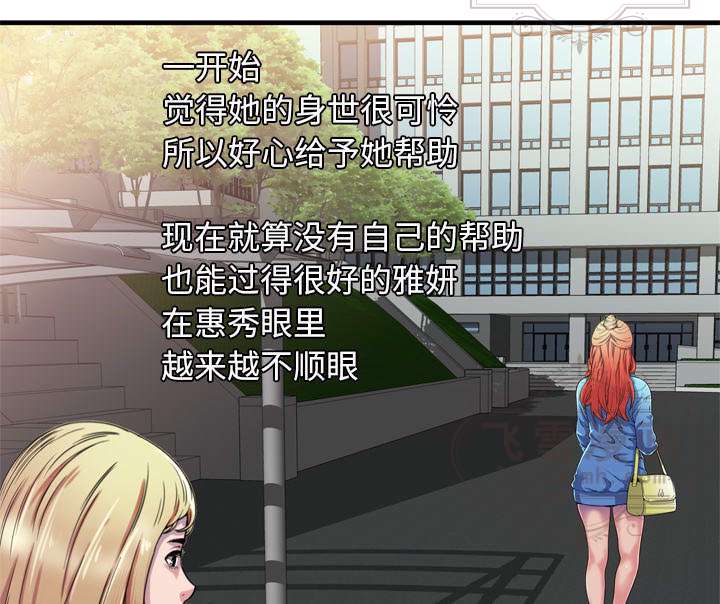 一开始
觉得她的身世很可怜
所以好心给予她帮助
现在就算没有自己的帮助
也能过得很好的雅妍
在惠秀眼里
越来越不顺眼